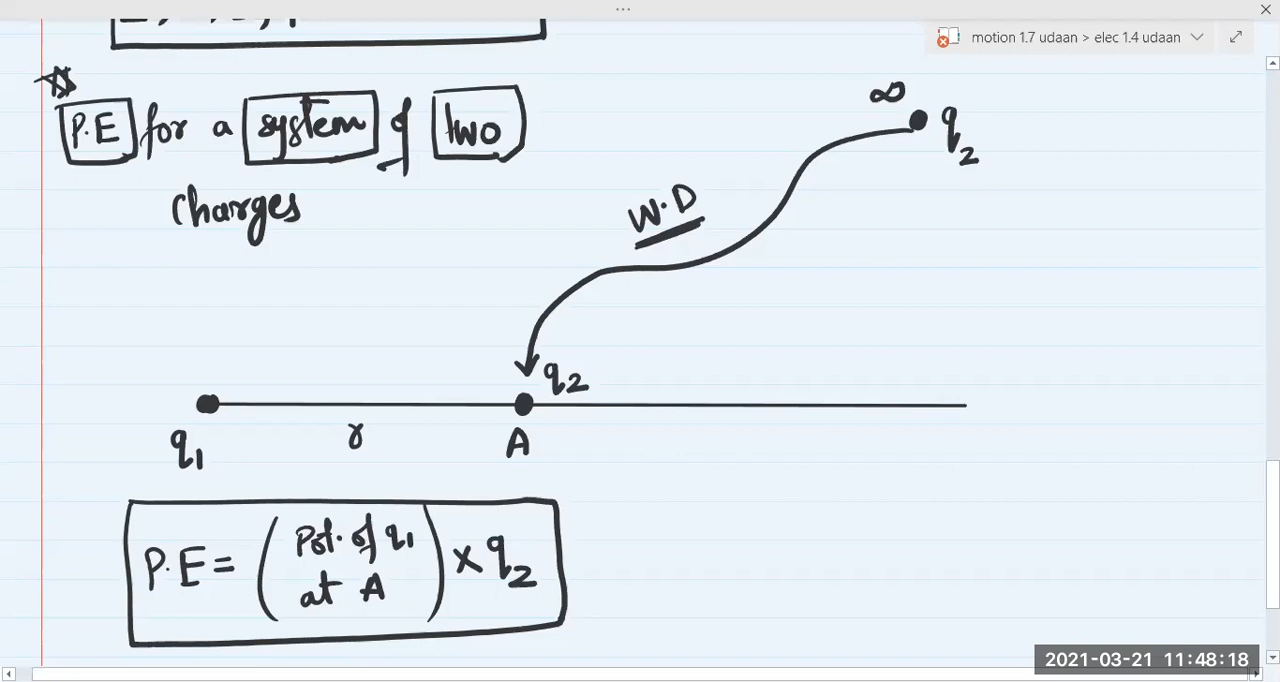 ...
motion 1.7 udaan > elec 1.4 udaan
P.E for a system of two
charges
∞
q₂
W.D
q₂
q₁ r A
P.E = (Pot. of q₁ at A) × q₂
2021-03-21 11:48:18